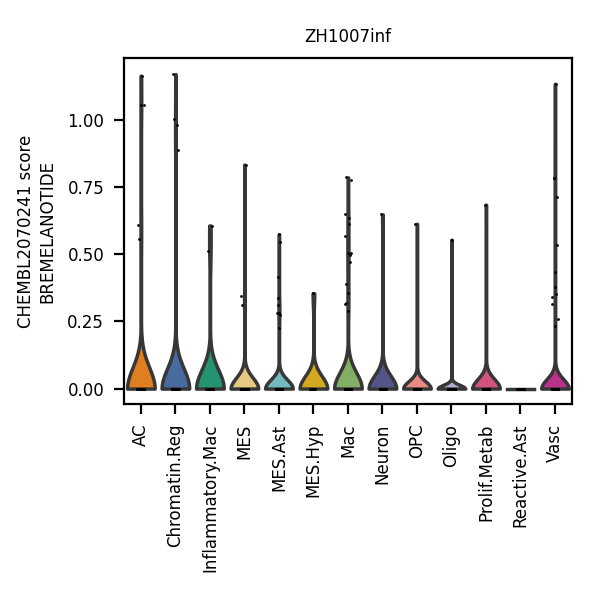 ZH1007inf
CHEMBL2070241 score
BREMELANOTIDE
1.00
0.75
0.50
0.25
0.00
AC
Chromatin.Reg
Inflammatory.Mac
MES
MES.Ast
MES.Hyp
Mac
Neuron
OPC
Oligo
Prolif.Metab
Reactive.Ast
Vasc